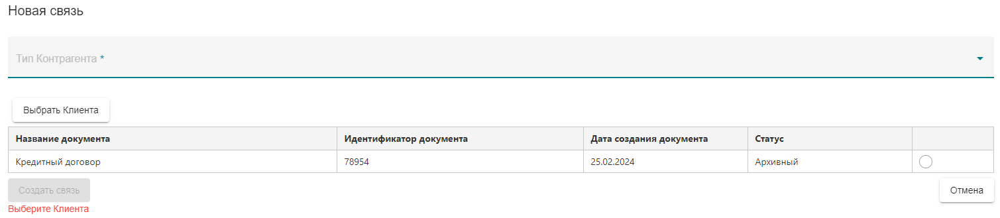 Новая связь
Тип Контрагента *
Выбрать Клиента
Название документа Идентификатор документа Дата создания документа Статус
Кредитный договор 78954 25.02.2024 Архивный
Создать связь Отмена
Выберите Клиента